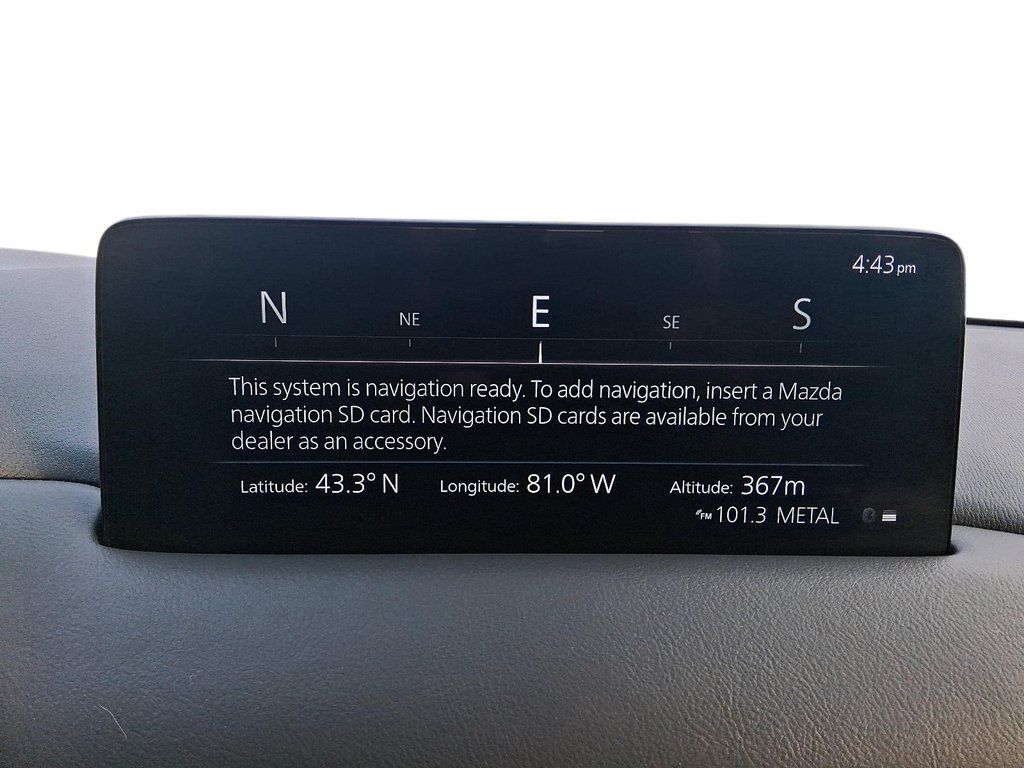 4:43 pm
N NE E SE S
This system is navigation ready. To add navigation, insert a Mazda
navigation SD card. Navigation SD cards are available from your
dealer as an accessory.
Latitude: 43.3° N Longitude: 81.0° W Altitude: 367m
FM 101.3 METAL